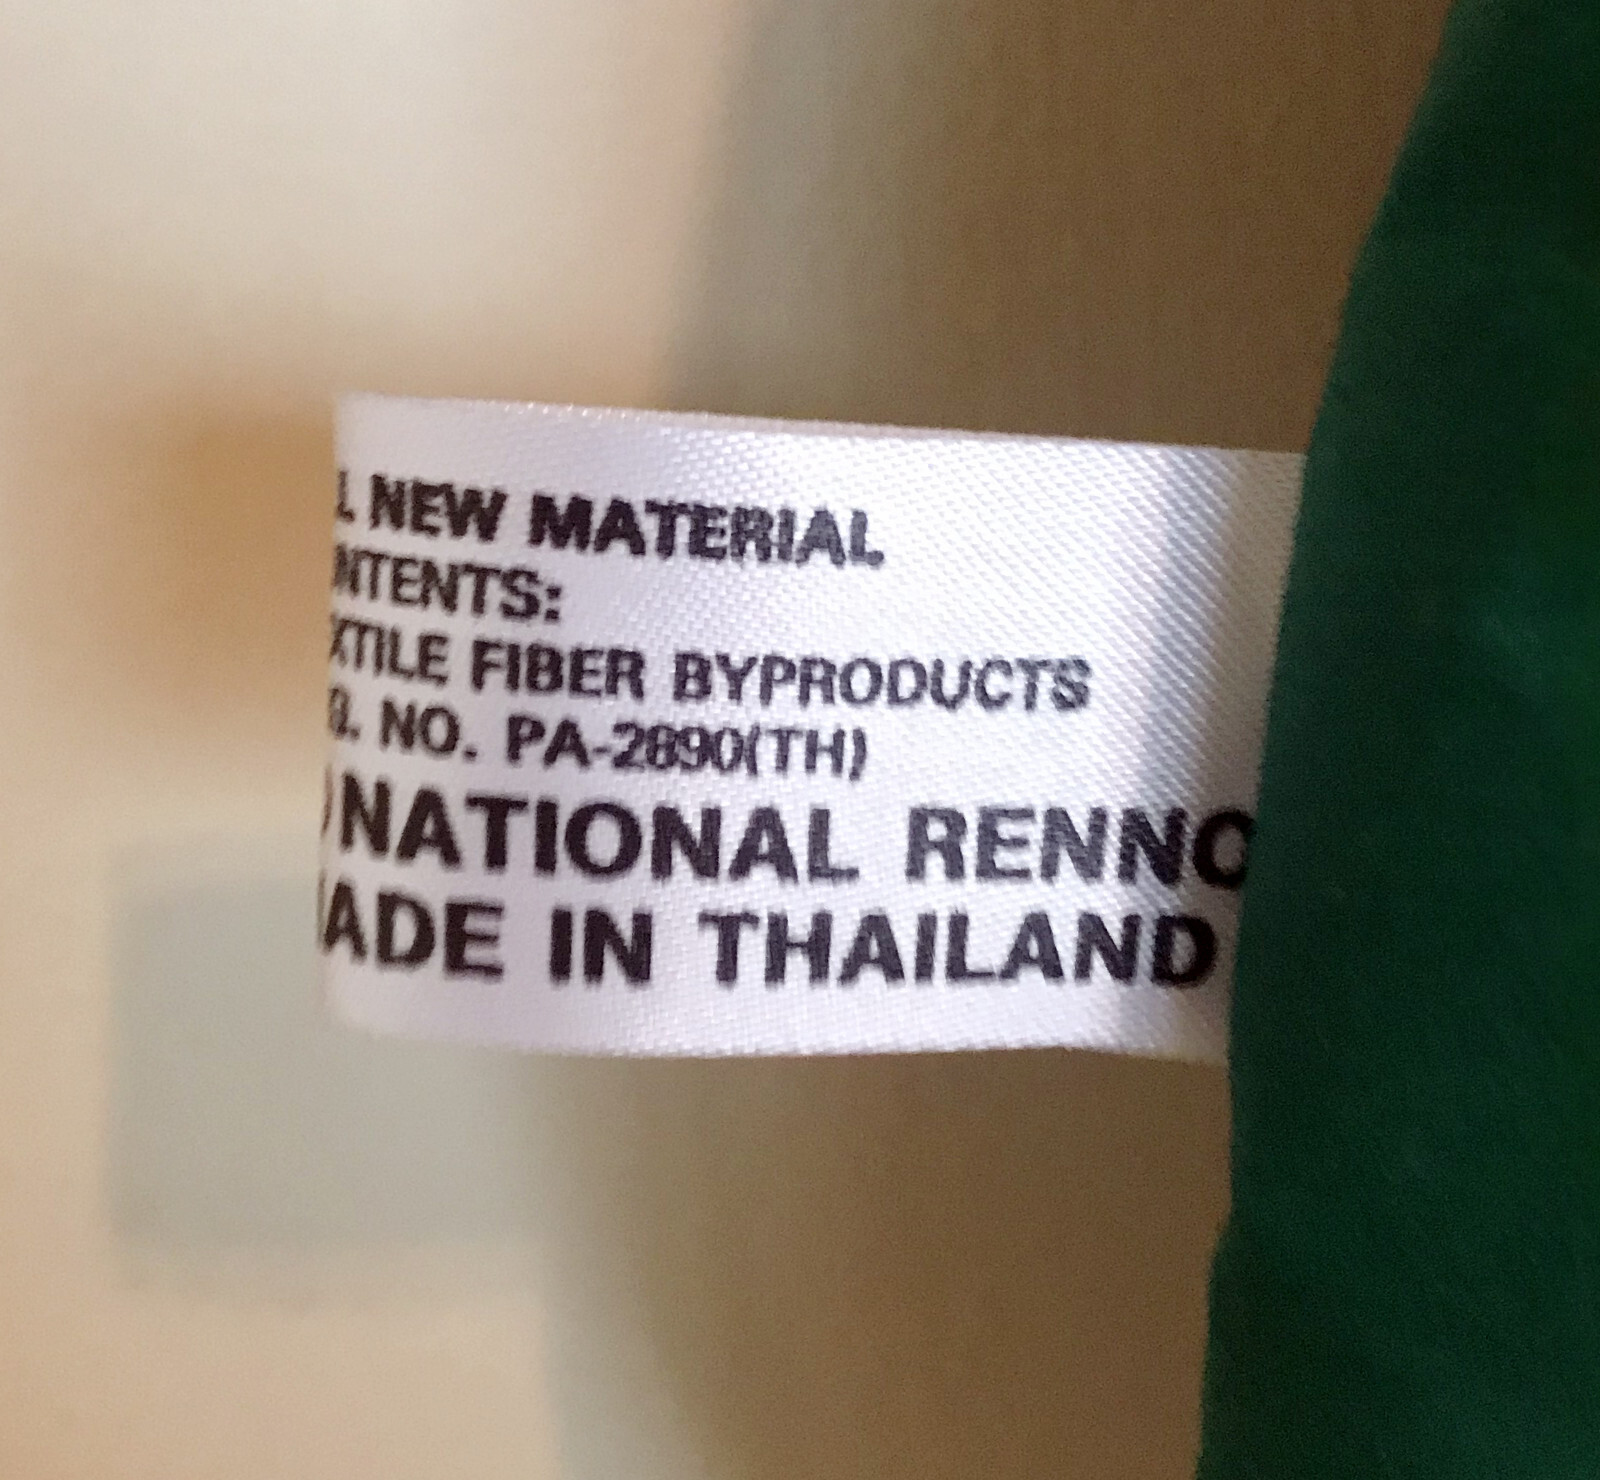 L NEW MATERIAL
NTENTS:
XTILE FIBER BYPRODUCTS
G. NO. PA-2890(TH)
NATIONAL RENNO
ADE IN THAILAND